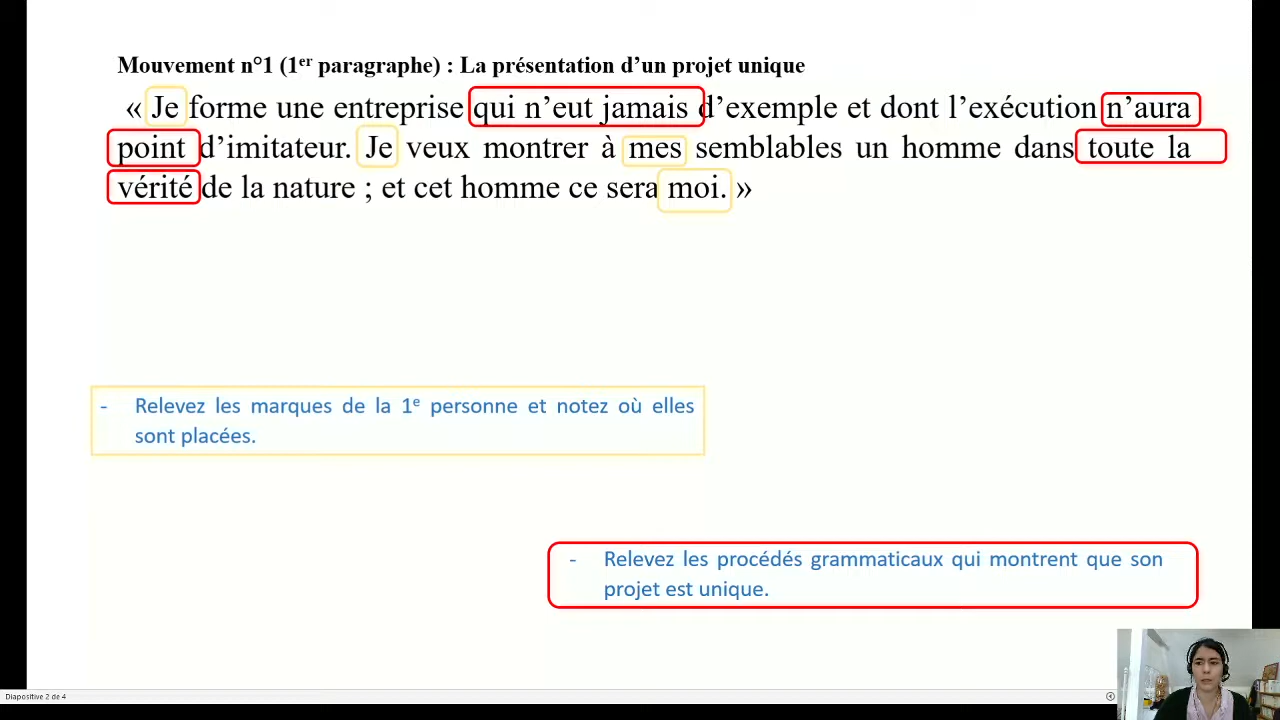 Mouvement n°1 (1er paragraphe) : La présentation d'un projet unique
« Je forme une entreprise qui n'eut jamais d'exemple et dont l'exécution n'aura
point d'imitateur. Je veux montrer à mes semblables un homme dans toute la
vérité de la nature ; et cet homme ce sera moi. »
- Relevez les marques de la 1e personne et notez où elles
sont placées.
- Relevez les procédés grammaticaux qui montrent que son
projet est unique.
Diapositive 2 de 4